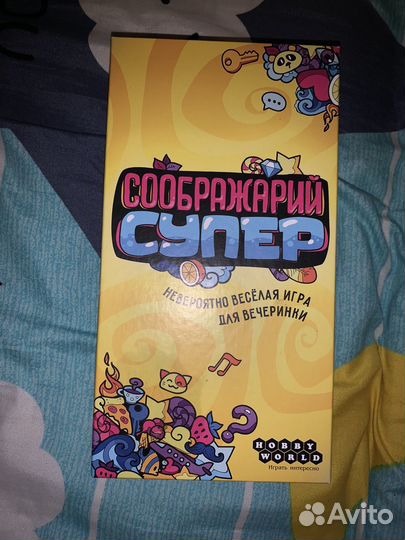 СООБРАЖАРИЙ
СУПЕР
НЕВЕРОЯТНО ВЕСЁЛАЯ ИГРА
ДЛЯ ВЕЧЕРИНКИ
HOBBY
WORLD
Играть интересно
Avito